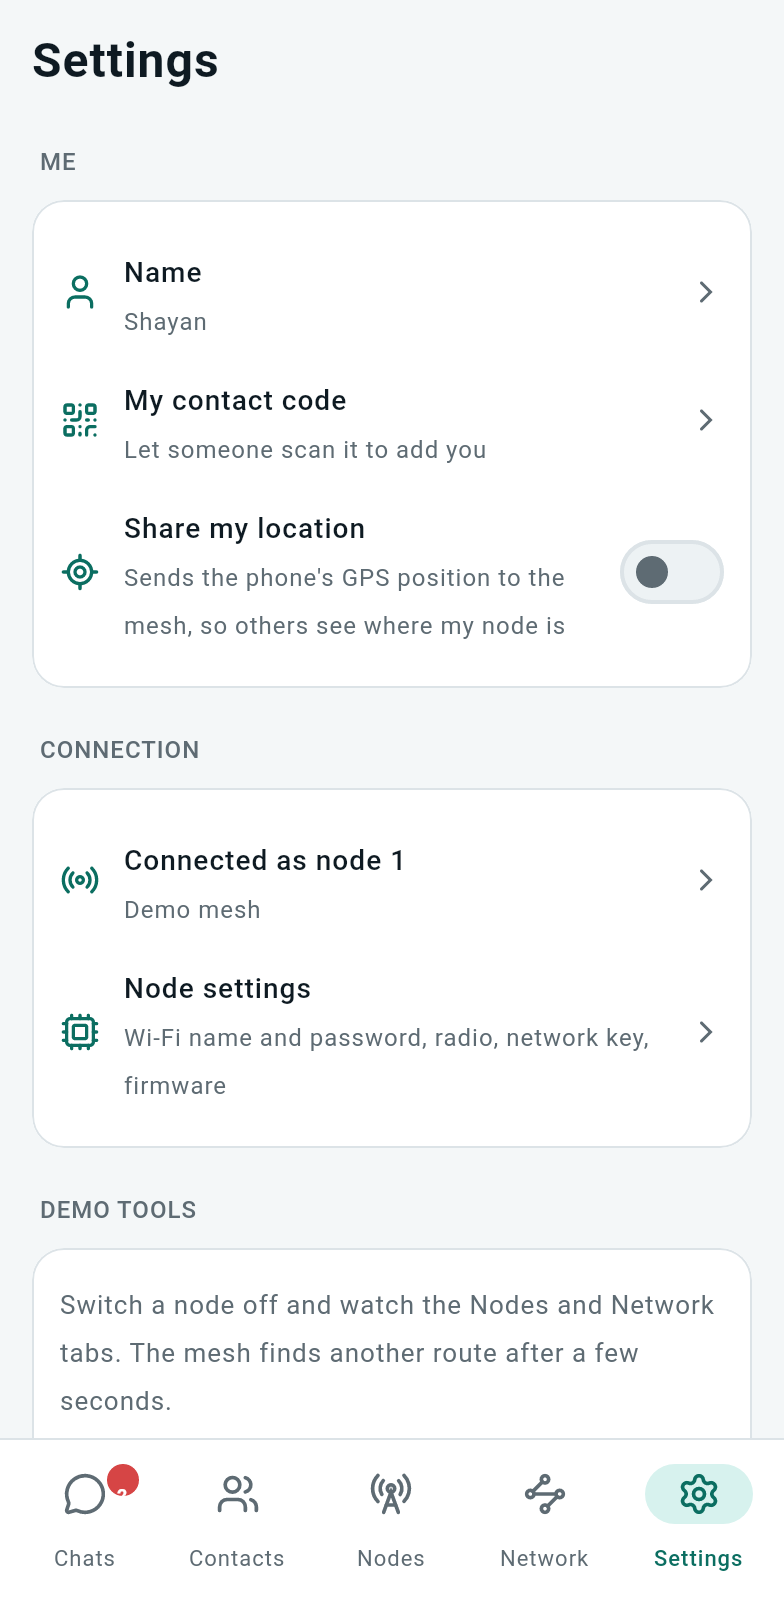 Settings
ME
Name
Shayan
My contact code
Let someone scan it to add you
Share my location
Sends the phone's GPS position to the
mesh, so others see where my node is
CONNECTION
Connected as node 1
Demo mesh
Node settings
Wi-Fi name and password, radio, network key,
firmware
DEMO TOOLS
Switch a node off and watch the Nodes and Network
tabs. The mesh finds another route after a few
seconds.
Chats
Contacts
Nodes
Network
Settings